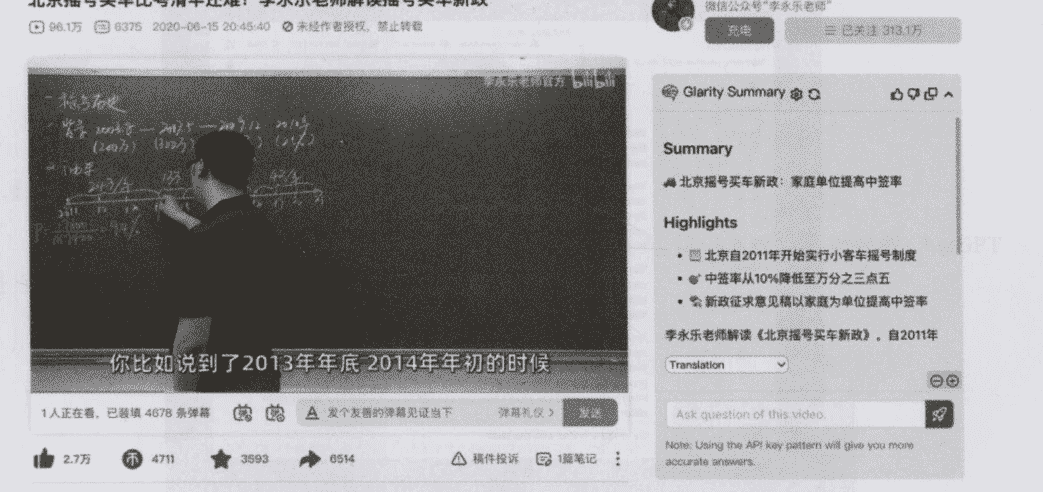 北京摇号买车比考清华还难！李永乐老师解读摇号买车新政
96.1万 6375 2020-06-15 20:45:40 未经作者授权，禁止转载
微信公众号"李永乐老师"
充电 已关注 313.1万
李永乐老师官方 bilibili
摇号历史
(200万) (300万)
2011
你比如说到了2013年年底 2014年年初的时候
1人正在看，已装填 4678 条弹幕 发个友善的弹幕见证当下 弹幕礼仪 > 发送
2.7万 4711 3593 6514 稿件投诉 1篇笔记
Glarity Summary
Summary
北京摇号买车新政：家庭单位提高中签率
Highlights
• 北京自2011年开始实行小客车摇号制度
• 中签率从10%降低至万分之三点五
• 新政征求意见稿以家庭为单位提高中签率
李永乐老师解读《北京摇号买车新政》，自2011年
Translation
Ask question of this video.
Note: Using the API key pattern will give you more
accurate answers.